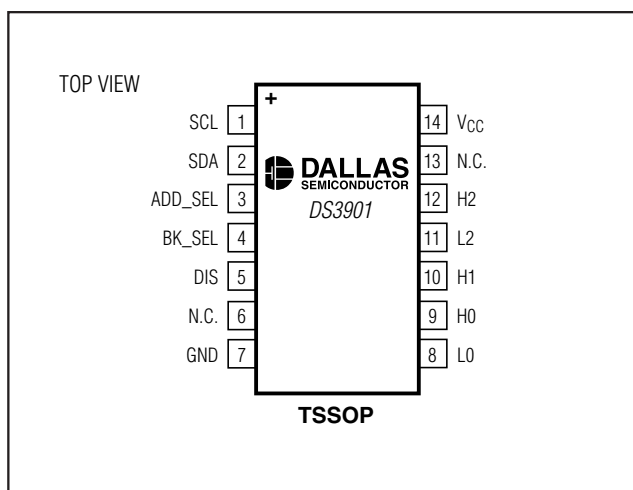 TOP VIEW
+
SCL 1
SDA 2
ADD_SEL 3
BK_SEL 4
DIS 5
N.C. 6
GND 7
DALLAS
SEMICONDUCTOR
DS3901
14 VCC
13 N.C.
12 H2
11 L2
10 H1
9 H0
8 L0
TSSOP